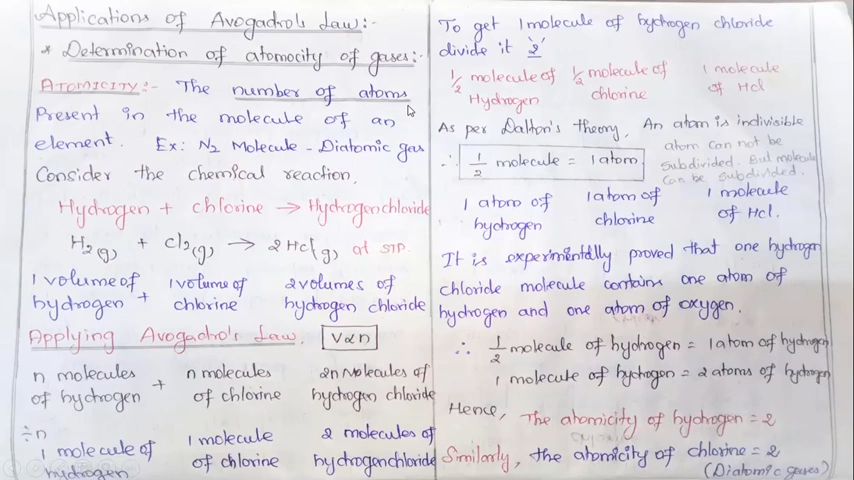 Applications of Avogadro's Law:-
* Determination of atomocity of gases:-
ATOMICITY:- The number of atoms
Present in the molecule of an
element. Ex: N2 Molecule - Diatomic gas
Consider the chemical reaction.
Hydrogen + chlorine → Hydrogenchloride
H2(g) + Cl2(g) → 2Hcl(g) at STP
1 volume of + 1 volume of 2 volumes of
hydrogen chlorine hydrogen chloride
Applying Avogadro's Law. V∝n
n molecules + n molecules 2n Molecules of
of hydrogen of chlorine hydrogen chloride
÷n
1 molecule of 1 molecule 2 molecules of
hydrogen of chlorine hydrogenchloride
To get 1 molecule of hydrogen chloride
divide it '2'
1/2 molecule of 1/2 molecule of 1 molecule
Hydrogen chlorine of Hcl
As per Dalton's theory, An atom is indivisible
atom can not be
subdivided. But molecule
can be subdivided.
∴ 1/2 molecule = 1 atom
1 atom of 1 atom of 1 molecule
hydrogen chlorine of Hcl.
It is experimentally proved that one hydrogen
chloride molecule contains one atom of
hydrogen and one atom of oxygen.
∴ 1/2 molecule of hydrogen = 1 atom of hydrogen
1 molecule of hydrogen = 2 atoms of hydrogen
Hence, The atomicity of hydrogen = 2
Similarly, the atomicity of chlorine = 2
(Diatomic gases)